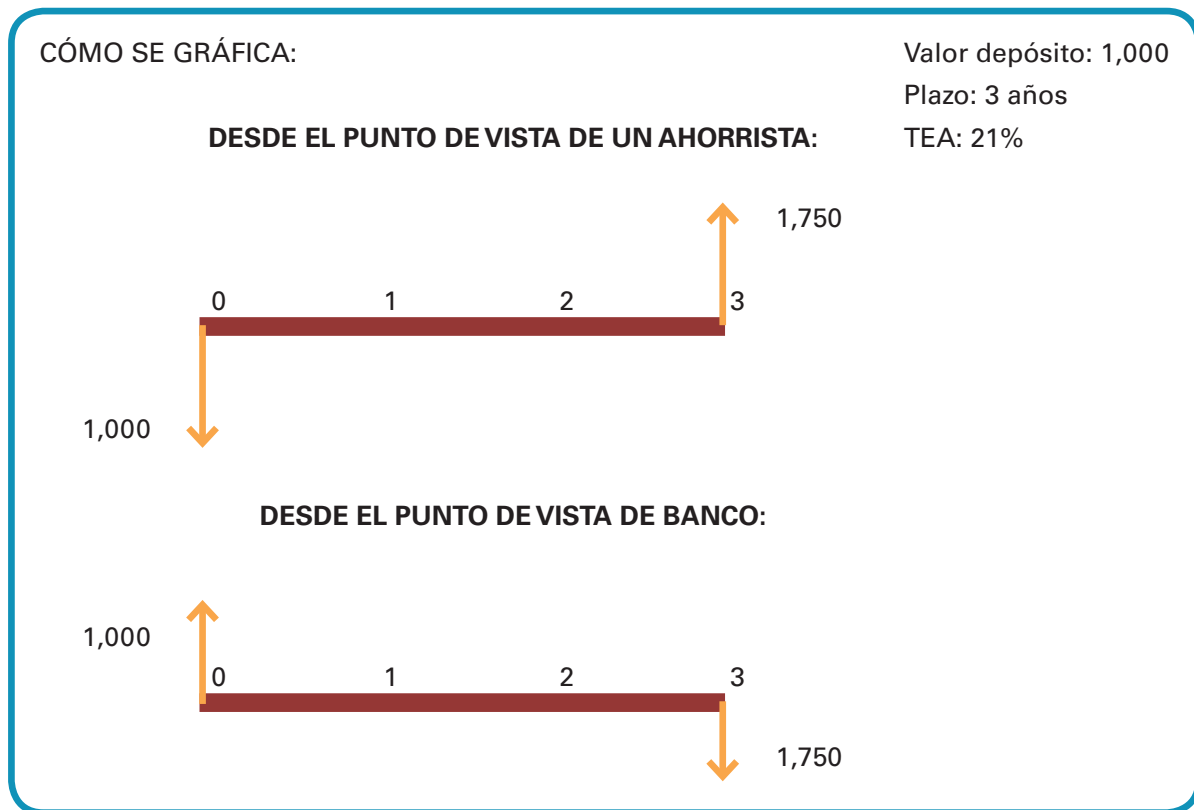 CÓMO SE GRÁFICA:
Valor depósito: 1,000
Plazo: 3 años
DESDE EL PUNTO DE VISTA DE UN AHORRISTA:
TEA: 21%
1,750
0 1 2 3
1,000
DESDE EL PUNTO DE VISTA DE BANCO:
1,000
0 1 2 3
1,750